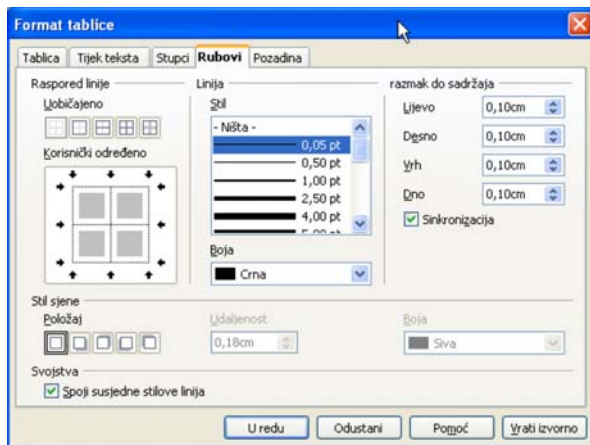 Format tablice
Tablica Tijek teksta Stupci Rubovi Pozadina
Raspored linije
Uobičajeno
Korisnički određeno
Linija
Stil
- Ništa -
0,05 pt
0,50 pt
1,00 pt
2,50 pt
4,00 pt
Boja
Crna
razmak do sadržaja
Lijevo 0,10cm
Desno 0,10cm
Vrh 0,10cm
Dno 0,10cm
Sinkronizacija
Stil sjene
Položaj
Udaljenost
0,18cm
Boja
Siva
Svojstva
Spoji susjedne stilove linija
U redu Odustani Pomoć Vrati izvorno